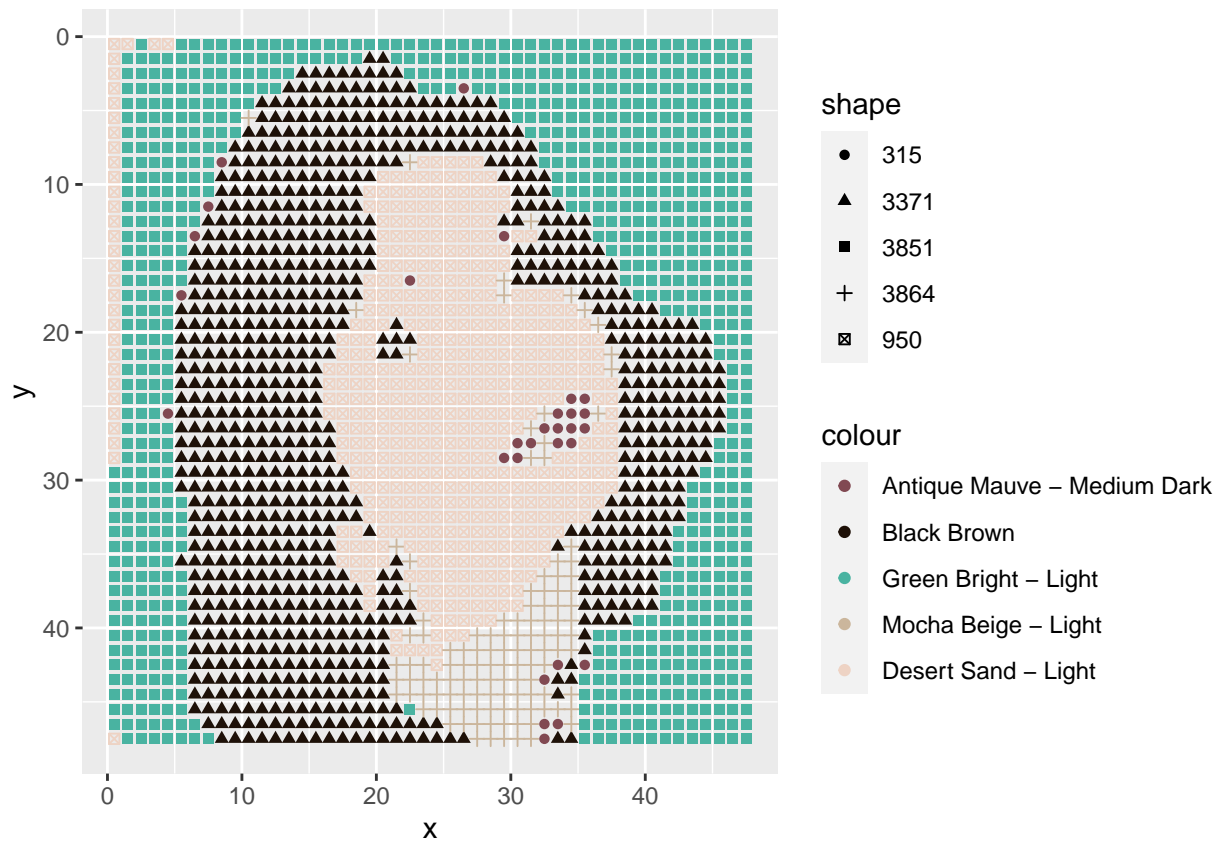 0
10
20
30
40
y
0
10
20
30
40
x
shape
315
3371
3851
3864
950
colour
Antique Mauve – Medium Dark
Black Brown
Green Bright – Light
Mocha Beige – Light
Desert Sand – Light